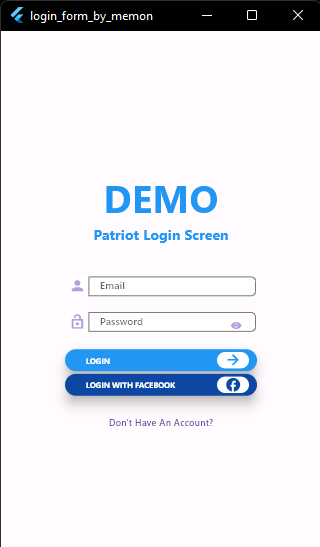 login_form_by_memon
DEMO
Patriot Login Screen
Email
Password
LOGIN
LOGIN WITH FACEBOOK
Don't Have An Account?